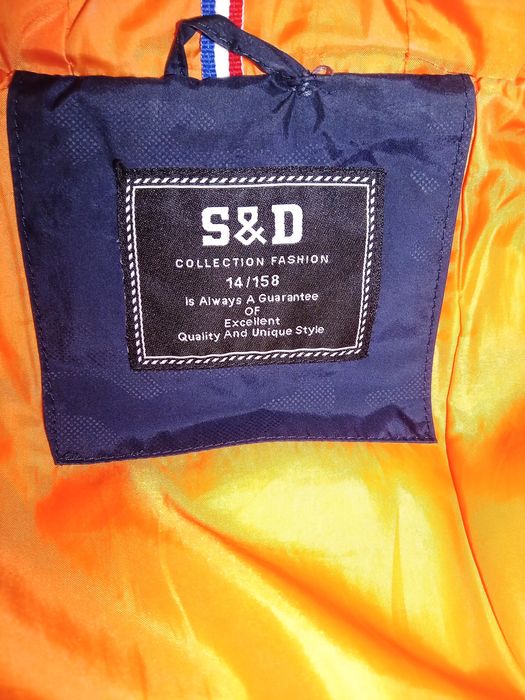 S&D
COLLECTION FASHION
14/158
Is Always A Guarantee
OF
Excellent
Quality And Unique Style